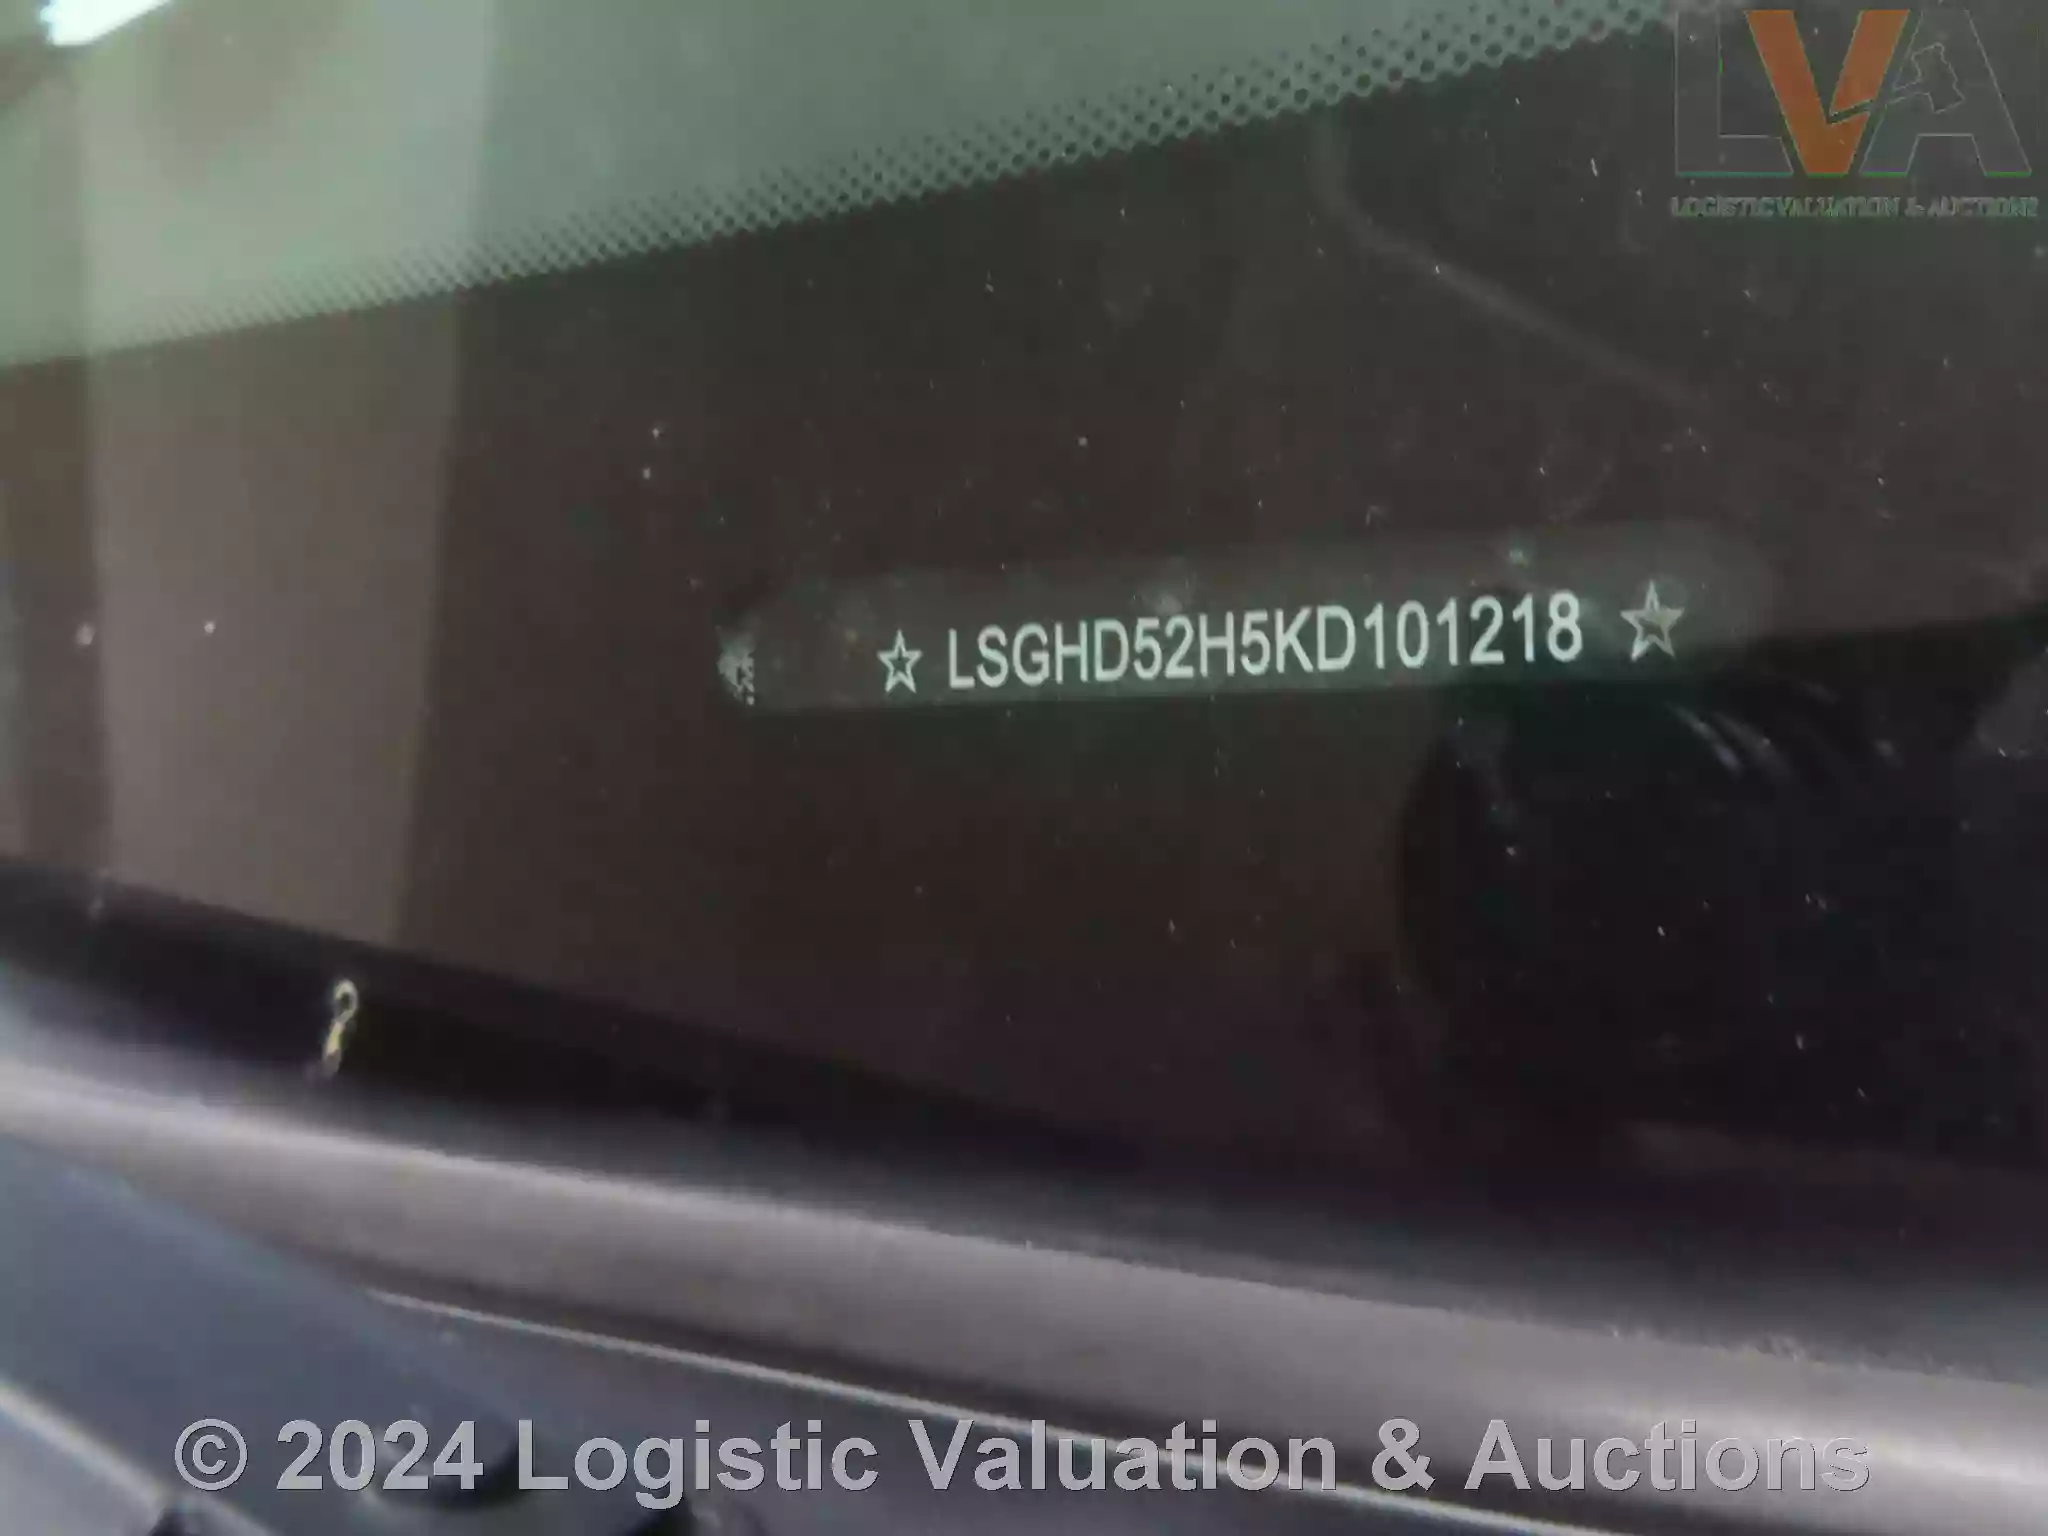 LVA
LOGISTIC VALUATION & AUCTIONS
☆ LSGHD52H5KD101218 ☆
© 2024 Logistic Valuation & Auctions